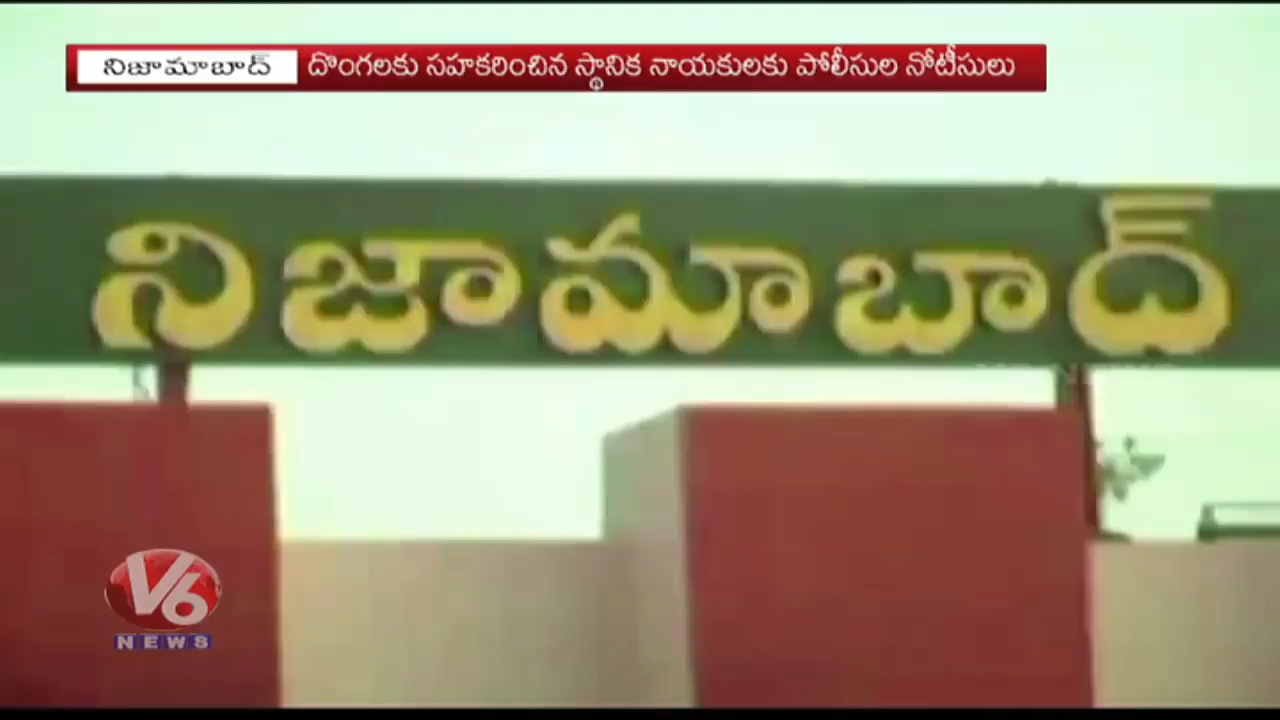 నిజామాబాద్ దొంగలకు సహకరించిన స్థానిక నాయకులకు పోలీసుల నోటీసులు
నిజామాబాద్
V6
NEWS